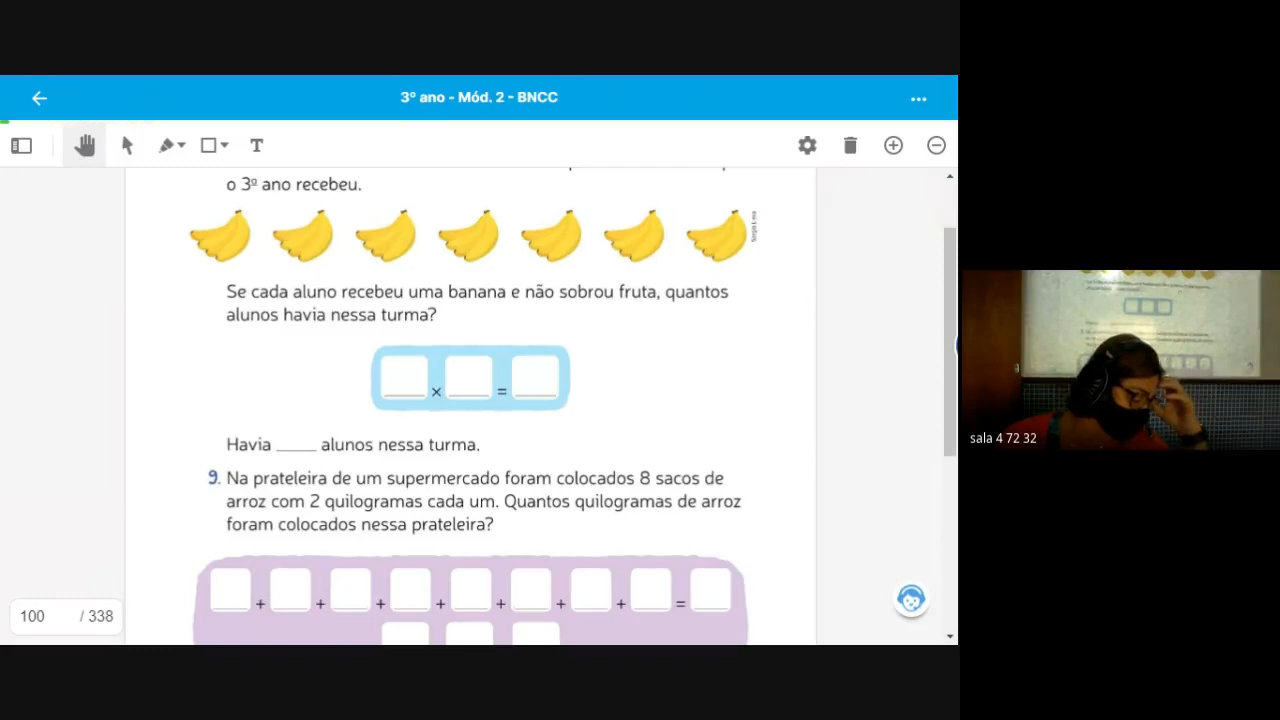 3º ano - Mód. 2 - BNCC
o 3º ano recebeu.
Se cada aluno recebeu uma banana e não sobrou fruta, quantos
alunos havia nessa turma?
× =
Havia ____ alunos nessa turma.
9. Na prateleira de um supermercado foram colocados 8 sacos de
arroz com 2 quilogramas cada um. Quantos quilogramas de arroz
foram colocados nessa prateleira?
+ + + + + + + =
100 / 338
sala 4 72 32